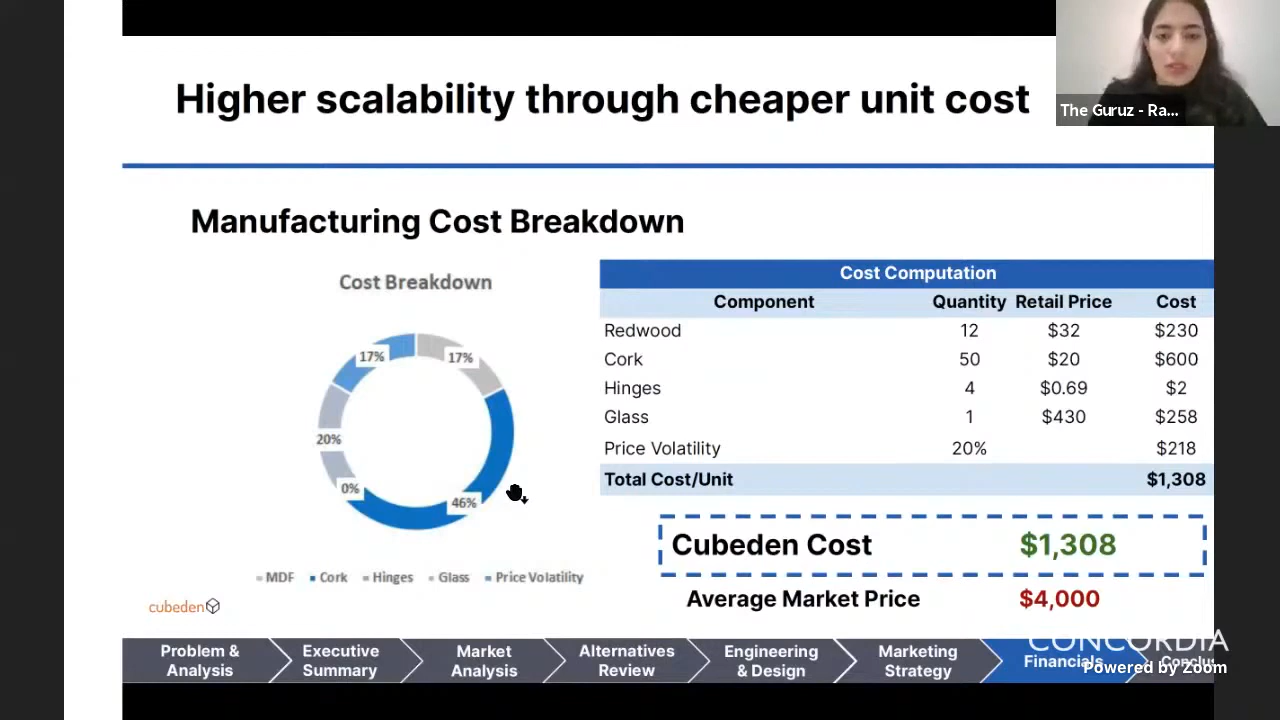 Higher scalability through cheaper unit cost
The Guruz - Ra...
Manufacturing Cost Breakdown
Cost Breakdown
17%
17%
20%
0%
46%
MDF Cork Hinges Glass Price Volatility
Cost Computation
Component Quantity Retail Price Cost
Redwood 12 $32 $230
Cork 50 $20 $600
Hinges 4 $0.69 $2
Glass 1 $430 $258
Price Volatility 20% $218
Total Cost/Unit $1,308
Cubeden Cost $1,308
Average Market Price $4,000
cubeden
Problem & Analysis
Executive Summary
Market Analysis
Alternatives Review
Engineering & Design
Marketing Strategy
Financials
CONCORDIA
Powered by Zoom